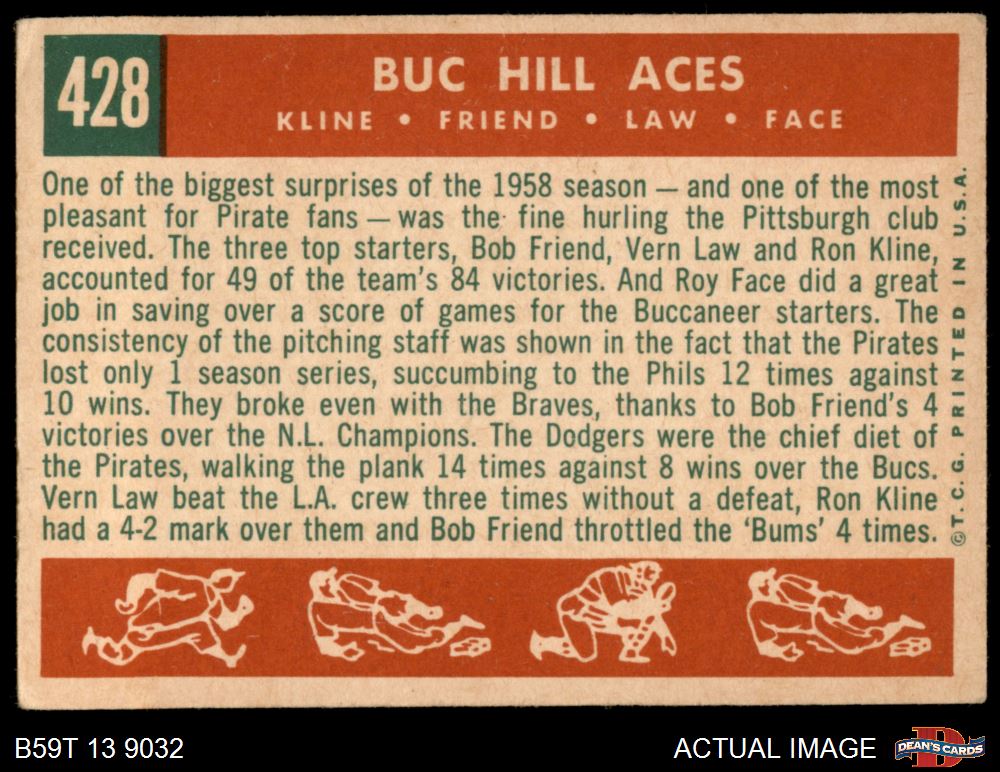 428
BUC HILL ACES
KLINE • FRIEND • LAW • FACE
One of the biggest surprises of the 1958 season — and one of the most
pleasant for Pirate fans — was the fine hurling the Pittsburgh club
received. The three top starters, Bob Friend, Vern Law and Ron Kline,
accounted for 49 of the team's 84 victories. And Roy Face did a great
job in saving over a score of games for the Buccaneer starters. The
consistency of the pitching staff was shown in the fact that the Pirates
lost only 1 season series, succumbing to the Phils 12 times against
10 wins. They broke even with the Braves, thanks to Bob Friend's 4
victories over the N.L. Champions. The Dodgers were the chief diet of
the Pirates, walking the plank 14 times against 8 wins over the Bucs.
Vern Law beat the L.A. crew three times without a defeat, Ron Kline
had a 4-2 mark over them and Bob Friend throttled the 'Bums' 4 times.
©T. C. G. PRINTED IN U.S.A.
B59T 13 9032
ACTUAL IMAGE
DEAN'S CARDS